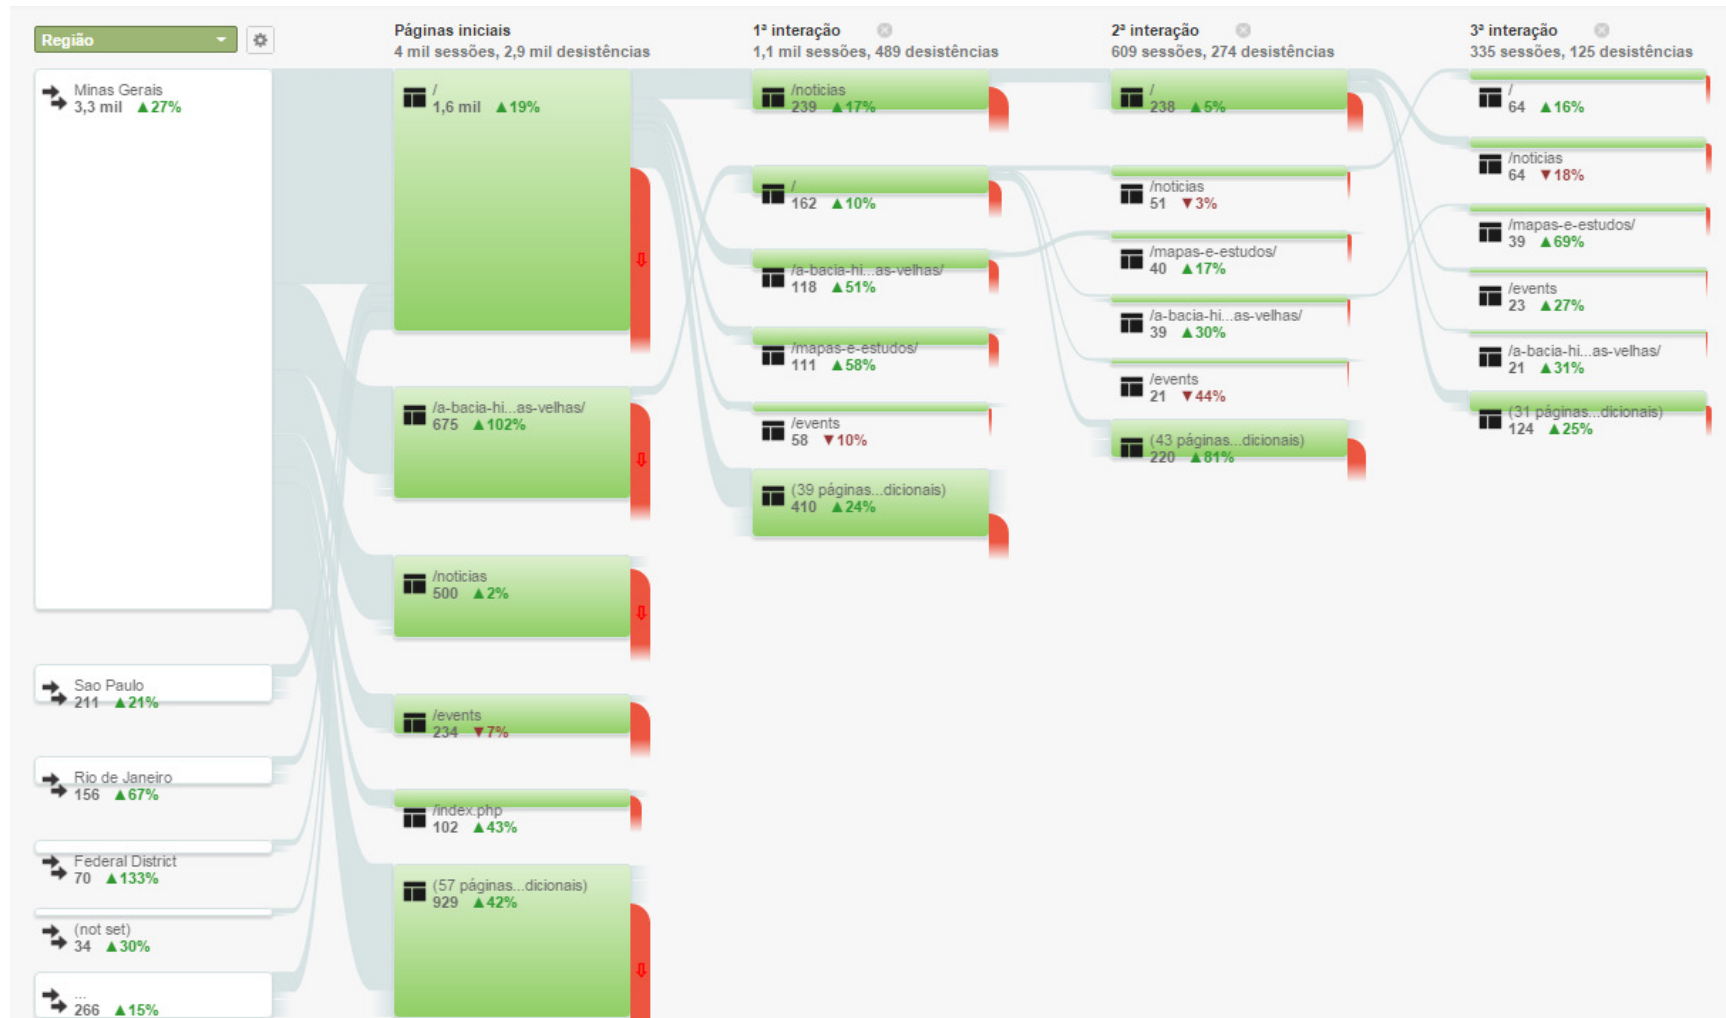 Região
Minas Gerais
3,3 mil ▲27%
Sao Paulo
211 ▲21%
Rio de Janeiro
156 ▲67%
Federal District
70 ▲133%
(not set)
34 ▲30%
...
266 ▲15%
Páginas iniciais
4 mil sessões, 2,9 mil desistências
/
1,6 mil ▲19%
/a-bacia-hi...as-velhas/
675 ▲102%
/noticias
500 ▲2%
/events
234 ▼7%
/index.php
102 ▲43%
(57 páginas...dicionais)
929 ▲42%
1ª interação
1,1 mil sessões, 489 desistências
/noticias
239 ▲17%
/
162 ▲10%
/a-bacia-hi...as-velhas/
118 ▲51%
/mapas-e-estudos/
111 ▲58%
/events
58 ▼10%
(39 páginas...dicionais)
410 ▲24%
2ª interação
609 sessões, 274 desistências
/
238 ▲5%
/noticias
51 ▼3%
/mapas-e-estudos/
40 ▲17%
/a-bacia-hi...as-velhas/
39 ▲30%
/events
21 ▼44%
(43 páginas...dicionais)
220 ▲81%
3ª interação
335 sessões, 125 desistências
/
64 ▲16%
/noticias
64 ▼18%
/mapas-e-estudos/
39 ▲69%
/events
23 ▲27%
/a-bacia-hi...as-velhas/
21 ▲31%
(31 páginas...dicionais)
124 ▲25%